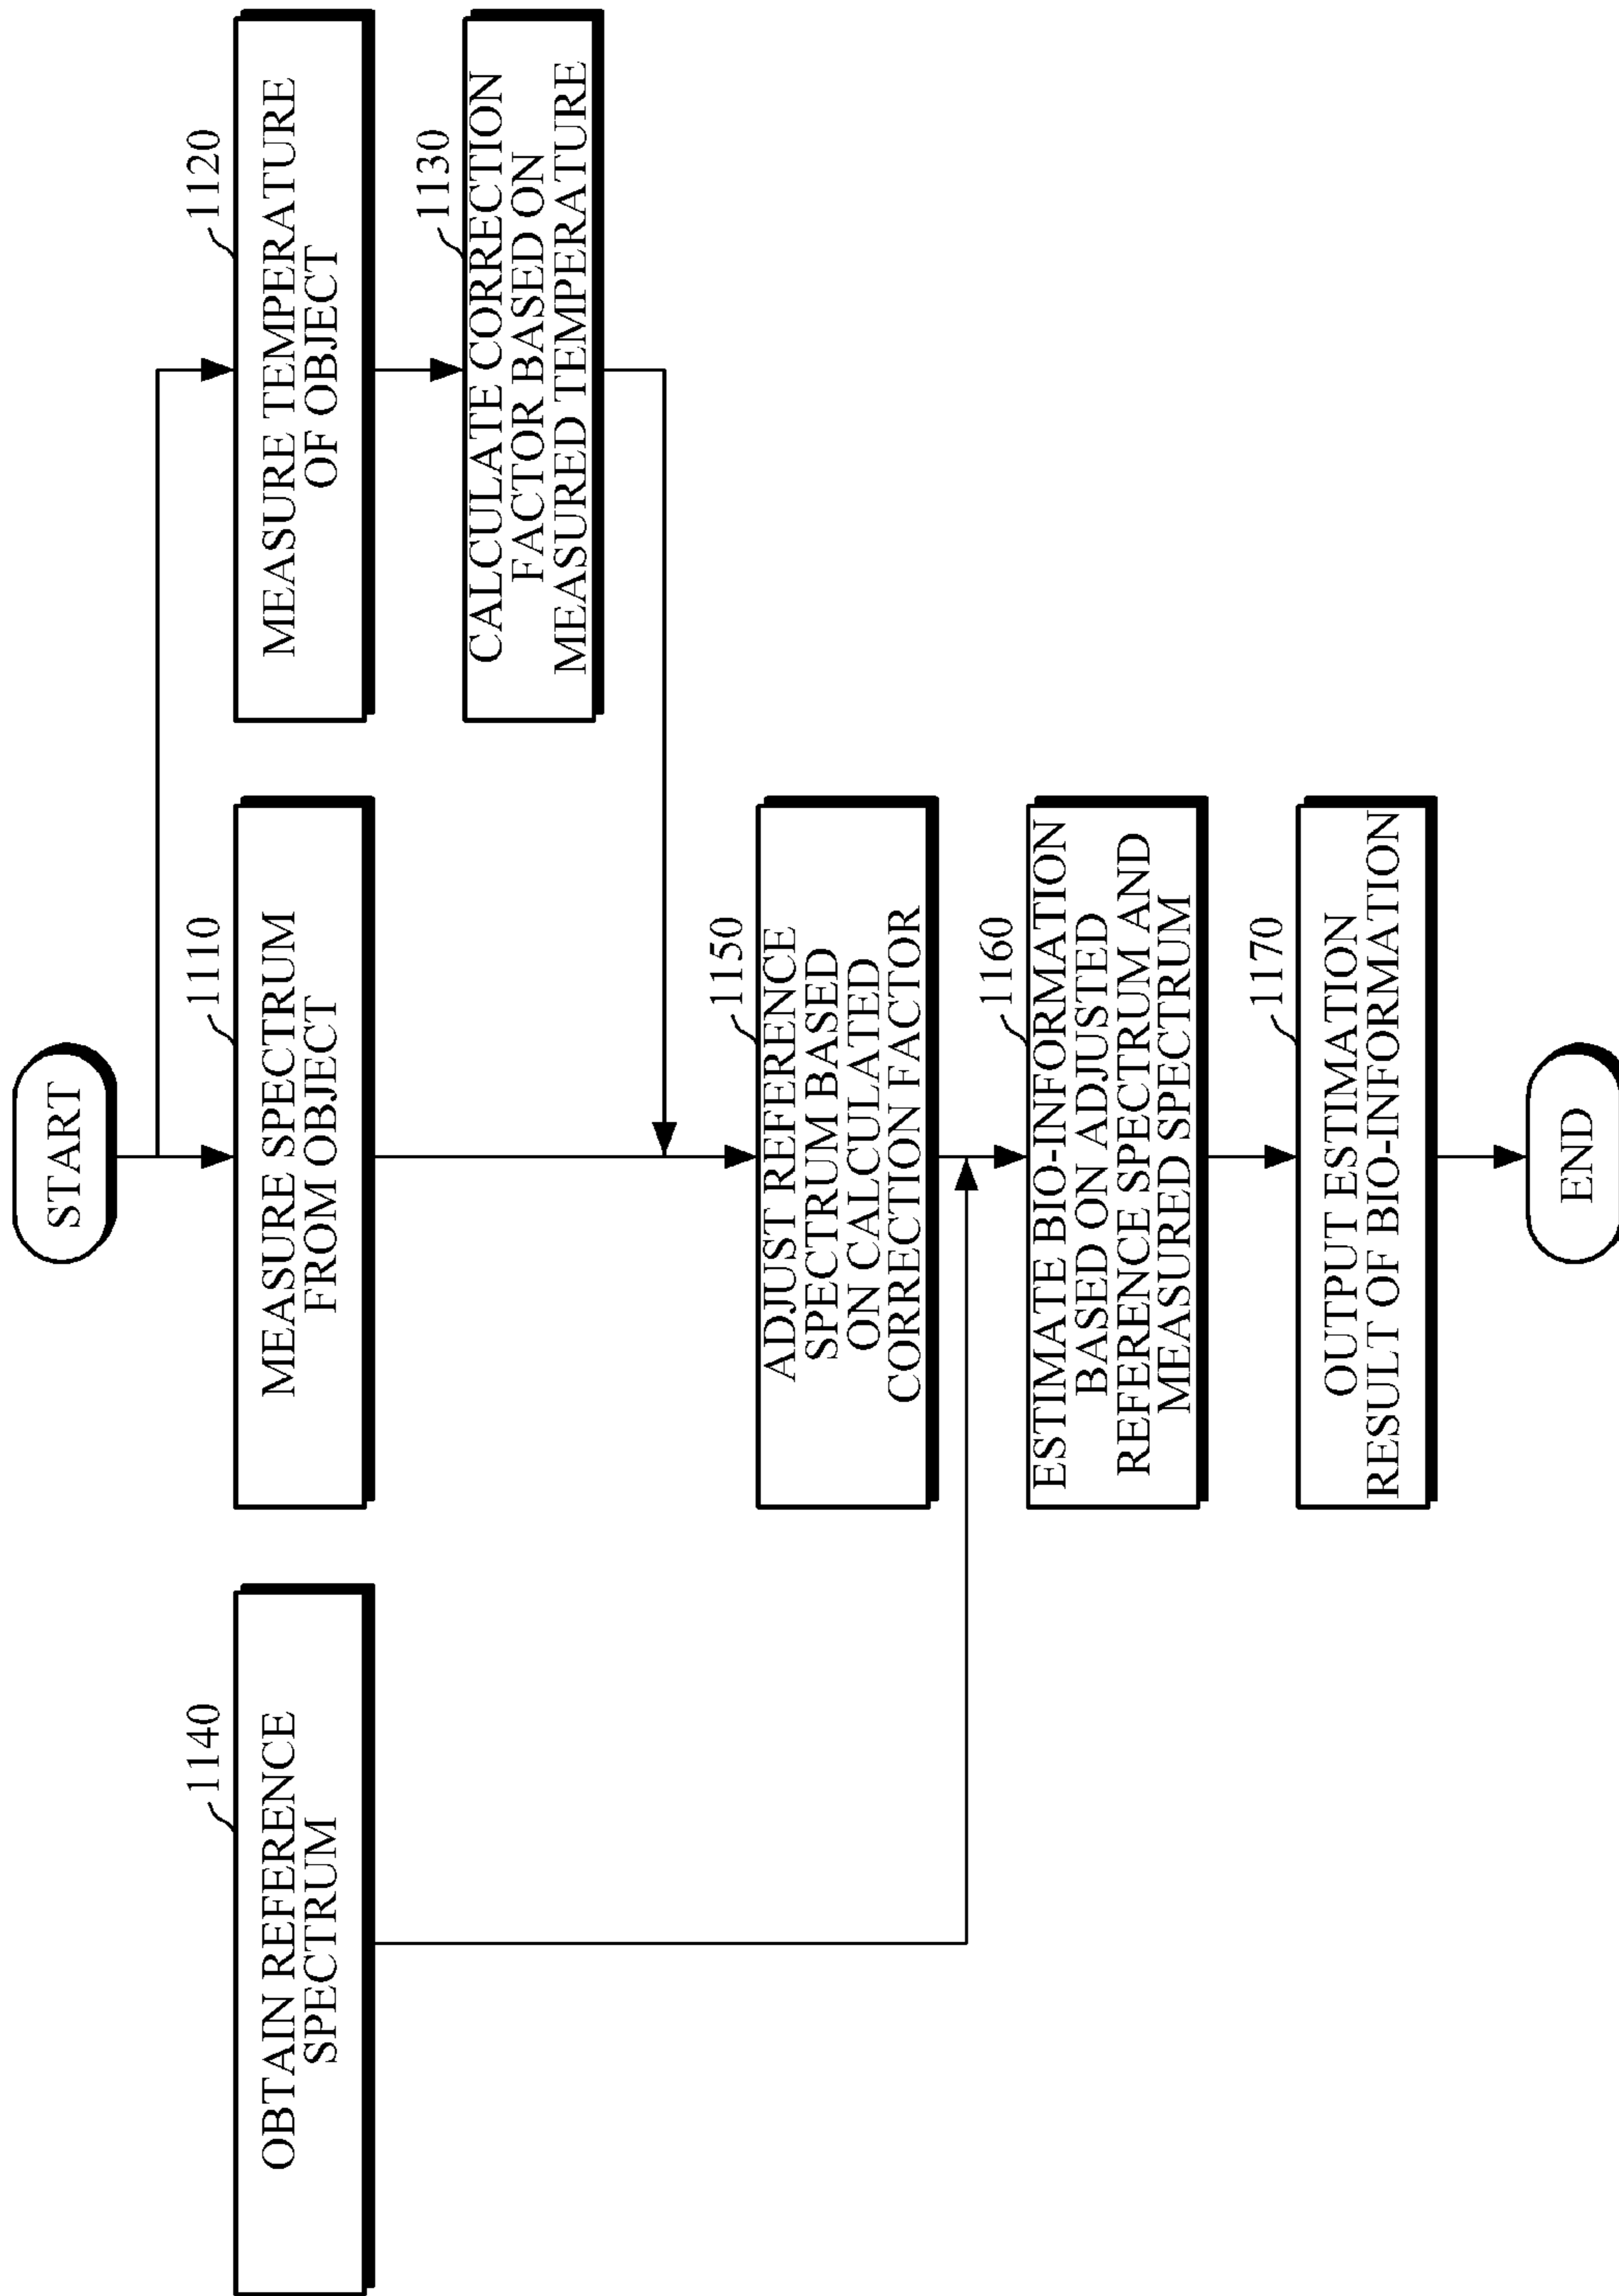 START
1140
OBTAIN REFERENCE
SPECTRUM
1110
MEASURE SPECTRUM
FROM OBJECT
1120
MEASURE TEMPERATURE
OF OBJECT
1130
CALCULATE CORRECTION
FACTOR BASED ON
MEASURED TEMPERATURE
1150
ADJUST REFERENCE
SPECTRUM BASED
ON CALCULATED
CORRECTION FACTOR
1160
ESTIMATE BIO-INFORMATION
BASED ON ADJUSTED
REFERENCE SPECTRUM AND
MEASURED SPECTRUM
1170
OUTPUT ESTIMATION
RESULT OF BIO-INFORMATION
END